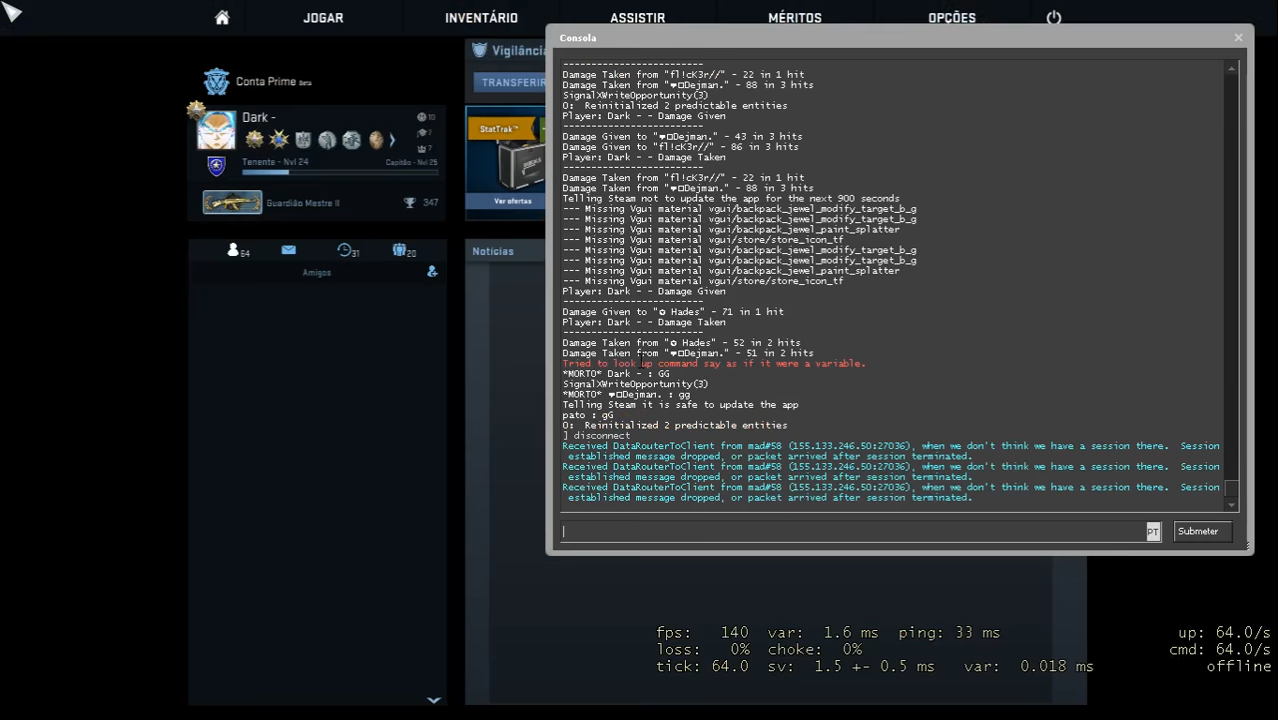 JOGAR
INVENTÁRIO
ASSISTIR
MÉRITOS
OPÇÕES
Conta Prime Beta
Dark -
10
7
7
Tenente - Nvl 24
Capitão - Nvl 25
Guardião Mestre II
347
64
31
20
Amigos
Vigilânc
TRANSFERIR
StatTrak™
Ver ofertas
Notícias
Consola
------------------------
Damage Taken from "fl!cK3r//" - 22 in 1 hit
Damage Taken from "❤□Dejman." - 88 in 3 hits
SignalXWriteOpportunity(3)
0:  Reinitialized 2 predictable entities
Player: Dark - - Damage Given
------------------------
Damage Given to "❤□Dejman." - 43 in 3 hits
Damage Given to "fl!cK3r//" - 86 in 3 hits
Player: Dark - - Damage Taken
------------------------
Damage Taken from "fl!cK3r//" - 22 in 1 hit
Damage Taken from "❤□Dejman." - 88 in 3 hits
Telling Steam not to update the app for the next 900 seconds
--- Missing Vgui material vgui/backpack_jewel_modify_target_b_g
--- Missing Vgui material vgui/backpack_jewel_modify_target_b_g
--- Missing Vgui material vgui/backpack_jewel_paint_splatter
--- Missing Vgui material vgui/store/store_icon_tf
--- Missing Vgui material vgui/backpack_jewel_modify_target_b_g
--- Missing Vgui material vgui/backpack_jewel_modify_target_b_g
--- Missing Vgui material vgui/backpack_jewel_paint_splatter
--- Missing Vgui material vgui/store/store_icon_tf
Player: Dark - - Damage Given
------------------------
Damage Given to "✪ Hades" - 71 in 1 hit
Player: Dark - - Damage Taken
------------------------
Damage Taken from "✪ Hades" - 52 in 2 hits
Damage Taken from "❤□Dejman." - 51 in 2 hits
Tried to look up command say as if it were a variable.
*MORTO* Dark - : GG
SignalXWriteOpportunity(3)
*MORTO* ❤□Dejman. : gg
Telling Steam it is safe to update the app
pato : gG
0:  Reinitialized 2 predictable entities
] disconnect
Received DataRouterToClient from mad#58 (155.133.246.50:27036), when we don't think we have a session there.  Session
established message dropped, or packet arrived after session terminated.
Received DataRouterToClient from mad#58 (155.133.246.50:27036), when we don't think we have a session there.  Session
established message dropped, or packet arrived after session terminated.
Received DataRouterToClient from mad#58 (155.133.246.50:27036), when we don't think we have a session there.  Session
established message dropped, or packet arrived after session terminated.
PT
Submeter
fps: 140 var: 1.6 ms ping: 33 ms
loss: 0% choke: 0%
tick: 64.0 sv: 1.5 +- 0.5 ms var: 0.018 ms
up: 64.0/s
cmd: 64.0/s
offline